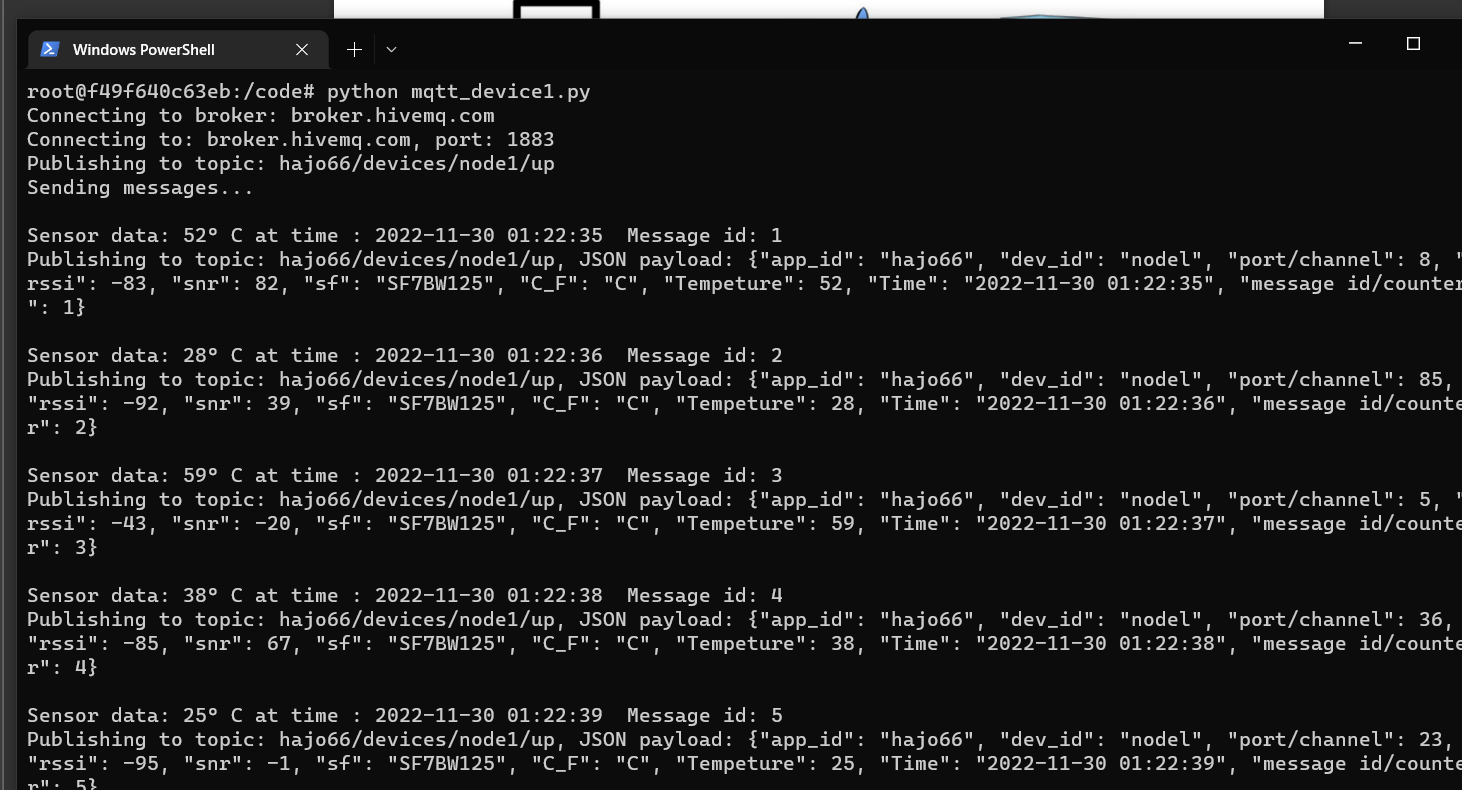 Windows PowerShell
root@f49f640c63eb:/code# python mqtt_device1.py
Connecting to broker: broker.hivemq.com
Connecting to: broker.hivemq.com, port: 1883
Publishing to topic: hajo66/devices/node1/up
Sending messages...
Sensor data: 52° C at time : 2022-11-30 01:22:35  Message id: 1
Publishing to topic: hajo66/devices/node1/up, JSON payload: {"app_id": "hajo66", "dev_id": "nodel", "port/channel": 8, "
rssi": -83, "snr": 82, "sf": "SF7BW125", "C_F": "C", "Tempeture": 52, "Time": "2022-11-30 01:22:35", "message id/counter
": 1}
Sensor data: 28° C at time : 2022-11-30 01:22:36  Message id: 2
Publishing to topic: hajo66/devices/node1/up, JSON payload: {"app_id": "hajo66", "dev_id": "nodel", "port/channel": 85,
"rssi": -92, "snr": 39, "sf": "SF7BW125", "C_F": "C", "Tempeture": 28, "Time": "2022-11-30 01:22:36", "message id/counte
r": 2}
Sensor data: 59° C at time : 2022-11-30 01:22:37  Message id: 3
Publishing to topic: hajo66/devices/node1/up, JSON payload: {"app_id": "hajo66", "dev_id": "nodel", "port/channel": 5, "
rssi": -43, "snr": -20, "sf": "SF7BW125", "C_F": "C", "Tempeture": 59, "Time": "2022-11-30 01:22:37", "message id/counte
r": 3}
Sensor data: 38° C at time : 2022-11-30 01:22:38  Message id: 4
Publishing to topic: hajo66/devices/node1/up, JSON payload: {"app_id": "hajo66", "dev_id": "nodel", "port/channel": 36,
"rssi": -85, "snr": 67, "sf": "SF7BW125", "C_F": "C", "Tempeture": 38, "Time": "2022-11-30 01:22:38", "message id/counte
r": 4}
Sensor data: 25° C at time : 2022-11-30 01:22:39  Message id: 5
Publishing to topic: hajo66/devices/node1/up, JSON payload: {"app_id": "hajo66", "dev_id": "nodel", "port/channel": 23,
"rssi": -95, "snr": -1, "sf": "SF7BW125", "C_F": "C", "Tempeture": 25, "Time": "2022-11-30 01:22:39", "message id/counte
r": 5}